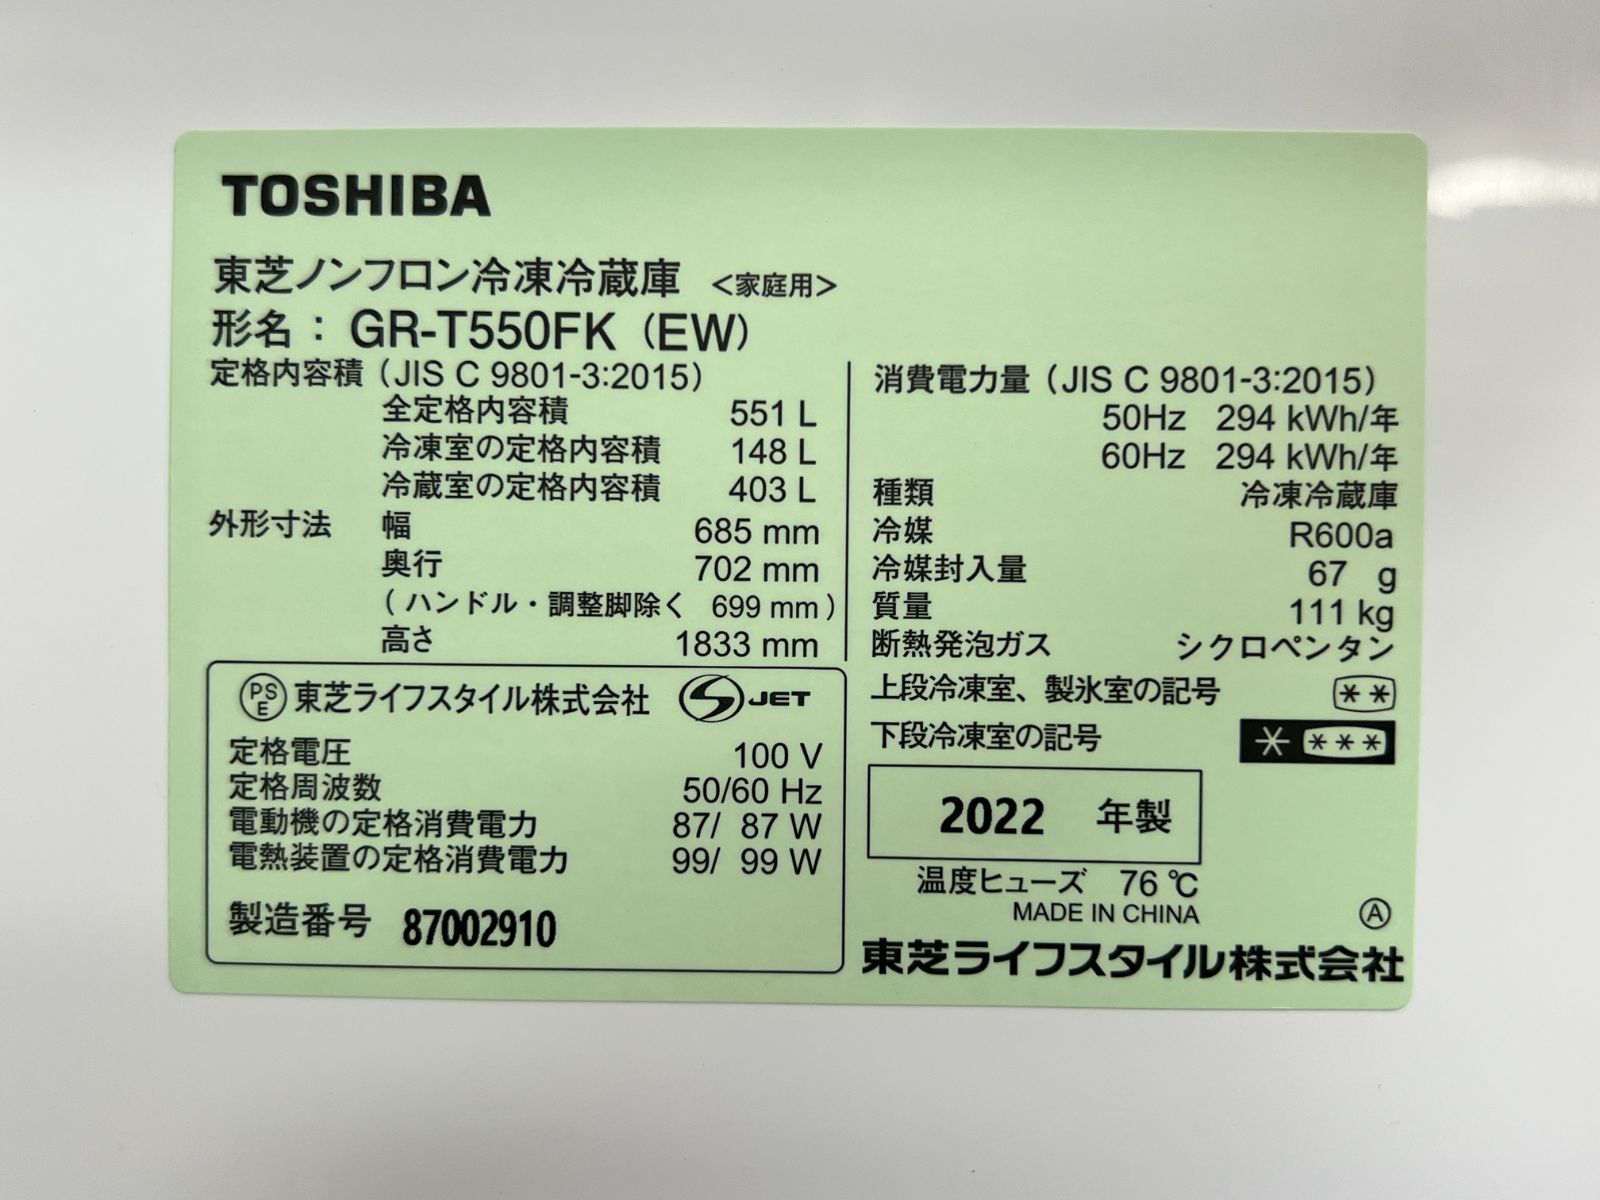 TOSHIBA
東芝ノンフロン冷凍冷蔵庫 <家庭用>
形名： GR-T550FK (EW)
定格内容積 (JIS C 9801-3:2015)
全定格内容積 551 L
冷凍室の定格内容積 148 L
冷蔵室の定格内容積 403 L
外形寸法 幅 685 mm
奥行 702 mm
(ハンドル・調整脚除く 699 mm)
高さ 1833 mm
PSE 東芝ライフスタイル株式会社 S JET
定格電圧 100 V
定格周波数 50/60 Hz
電動機の定格消費電力 87/ 87 W
電熱装置の定格消費電力 99/ 99 W
製造番号 87002910
消費電力量 (JIS C 9801-3:2015)
50Hz 294 kWh/年
60Hz 294 kWh/年
種類 冷凍冷蔵庫
冷媒 R600a
冷媒封入量 67 g
質量 111 kg
断熱発泡ガス シクロペンタン
上段冷凍室、製氷室の記号 **
下段冷凍室の記号 * ***
2022 年製
温度ヒューズ 76 ℃
MADE IN CHINA Ⓐ
東芝ライフスタイル株式会社